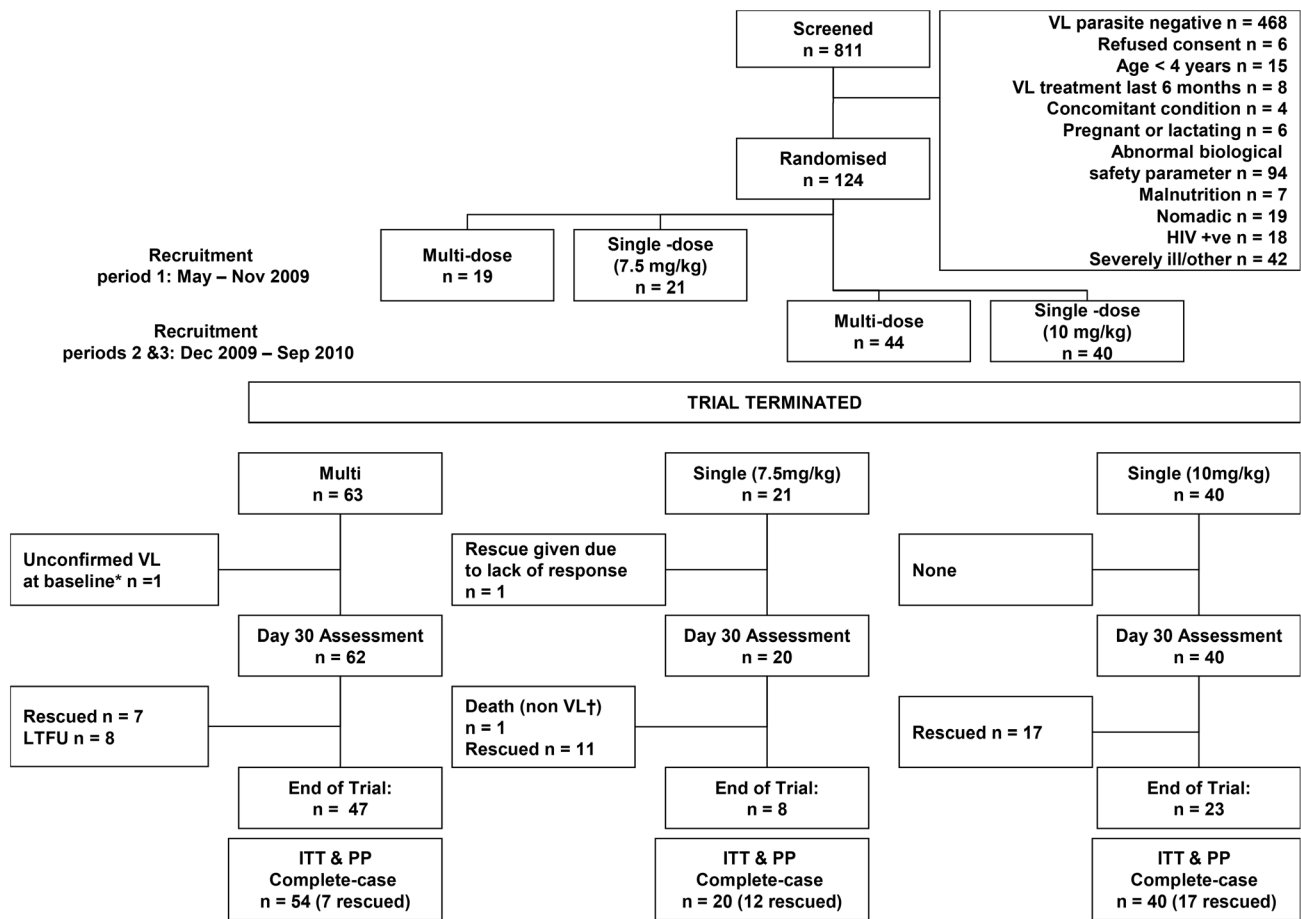 Screened
n = 811
VL parasite negative n = 468
Refused consent n = 6
Age < 4 years n = 15
VL treatment last 6 months n = 8
Concomitant condition n = 4
Pregnant or lactating n = 6
Abnormal biological
safety parameter n = 94
Malnutrition n = 7
Nomadic n = 19
HIV +ve n = 18
Severely ill/other n = 42
Randomised
n = 124
Recruitment
period 1: May – Nov 2009
Multi-dose
n = 19
Single -dose
(7.5 mg/kg)
n = 21
Recruitment
periods 2 &3: Dec 2009 – Sep 2010
Multi-dose
n = 44
Single -dose
(10 mg/kg)
n = 40
TRIAL TERMINATED
Multi
n = 63
Single (7.5mg/kg)
n = 21
Single (10mg/kg)
n = 40
Unconfirmed VL
at baseline* n =1
Rescue given due
to lack of response
n = 1
None
Day 30 Assessment
n = 62
Day 30 Assessment
n = 20
Day 30 Assessment
n = 40
Rescued n = 7
LTFU n = 8
Death (non VL†)
n = 1
Rescued n = 11
Rescued n = 17
End of Trial:
n = 47
End of Trial:
n = 8
End of Trial:
n = 23
ITT & PP
Complete-case
n = 54 (7 rescued)
ITT & PP
Complete-case
n = 20 (12 rescued)
ITT & PP
Complete-case
n = 40 (17 rescued)